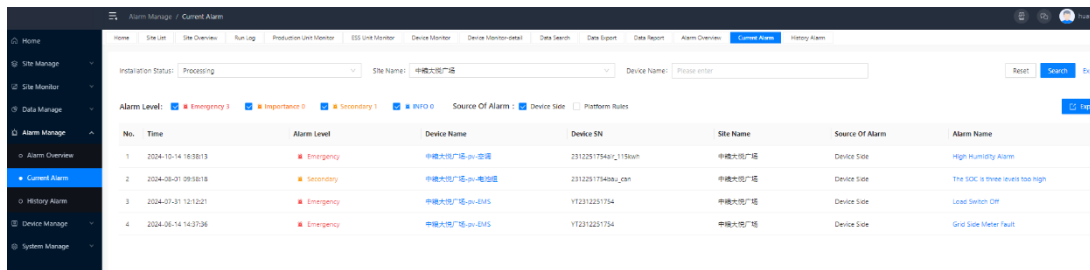 Alarm Manage / Current Alarm
Home
Site Manage
Site Monitor
Data Manage
Alarm Manage
Alarm Overview
Current Alarm
History Alarm
Device Manage
System Manage
Home Site List Site Overview Run Log Production Unit Monitor ESS Unit Monitor Device Monitor Device Monitor-detail Data Search Data Export Data Report Alarm Overview Current Alarm History Alarm
Installation Status: Processing Site Name: 中粮大悦广场 Device Name: Please enter Reset Search
Alarm Level: Emergency 3 Importance 0 Secondary 1 INFO 0 Source Of Alarm : Device Side Platform Rules
No. Time Alarm Level Device Name Device SN Site Name Source Of Alarm Alarm Name
1 2024-10-14 16:38:13 Emergency 中粮大悦广场-pv-空调 2312251754air_115kwh 中粮大悦广场 Device Side High Humidity Alarm
2 2024-08-01 09:58:18 Secondary 中粮大悦广场-pv-电池组 2312251754bau_can 中粮大悦广场 Device Side The SOC is three levels too high
3 2024-07-31 12:12:21 Emergency 中粮大悦广场-pv-EMS YT2312251754 中粮大悦广场 Device Side Load Switch Off
4 2024-06-14 14:37:36 Emergency 中粮大悦广场-pv-EMS YT2312251754 中粮大悦广场 Device Side Grid Side Meter Fault